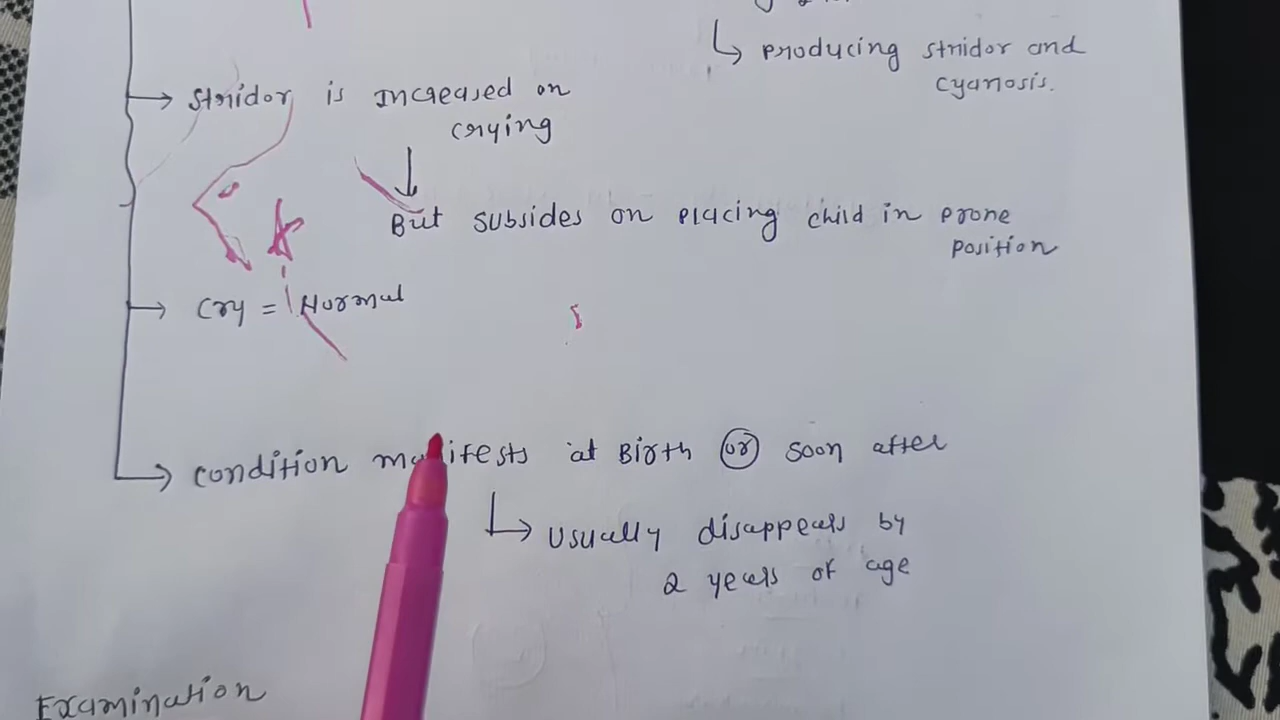 Producing stridor and
cyanosis.
Stridor is increased on
crying
But subsides on placing child in prone
position
Cry = Normal
Condition manifests at Birth or soon after
usually disappears by
2 years of age
Examination